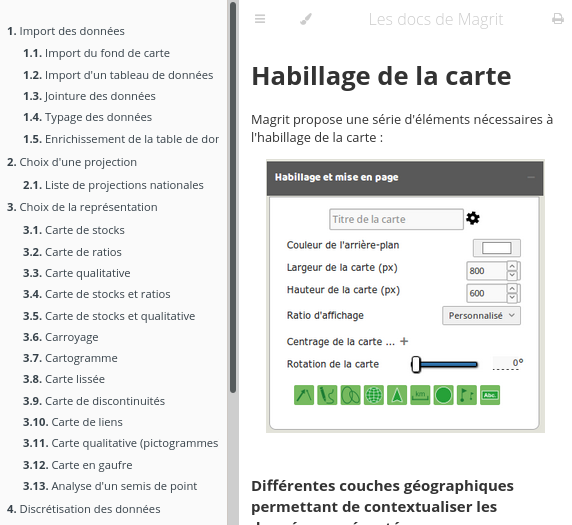 1. Import des données
1.1. Import du fond de carte
1.2. Import d'un tableau de données
1.3. Jointure des données
1.4. Typage des données
1.5. Enrichissement de la table de dor
2. Choix d'une projection
2.1. Liste de projections nationales
3. Choix de la représentation
3.1. Carte de stocks
3.2. Carte de ratios
3.3. Carte qualitative
3.4. Carte de stocks et ratios
3.5. Carte de stocks et qualitative
3.6. Carroyage
3.7. Cartogramme
3.8. Carte lissée
3.9. Carte de discontinuités
3.10. Carte de liens
3.11. Carte qualitative (pictogrammes
3.12. Carte en gaufre
3.13. Analyse d'un semis de point
4. Discrétisation des données
Les docs de Magrit
Habillage de la carte
Magrit propose une série d'éléments nécessaires à
l'habillage de la carte :
Habillage et mise en page
Titre de la carte
Couleur de l'arrière-plan
Largeur de la carte (px) 800
Hauteur de la carte (px) 600
Ratio d'affichage Personnalisé
Centrage de la carte ... +
Rotation de la carte 0°
km Abc.
Différentes couches géographiques
permettant de contextualiser les